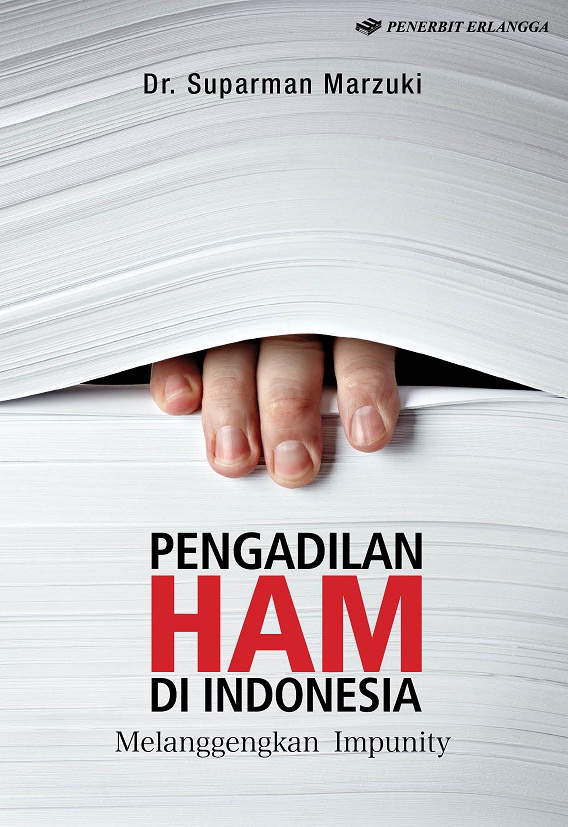 PENERBIT ERLANGGA
Dr. Suparman Marzuki
PENGADILAN
HAM
DI INDONESIA
Melanggengkan Impunity